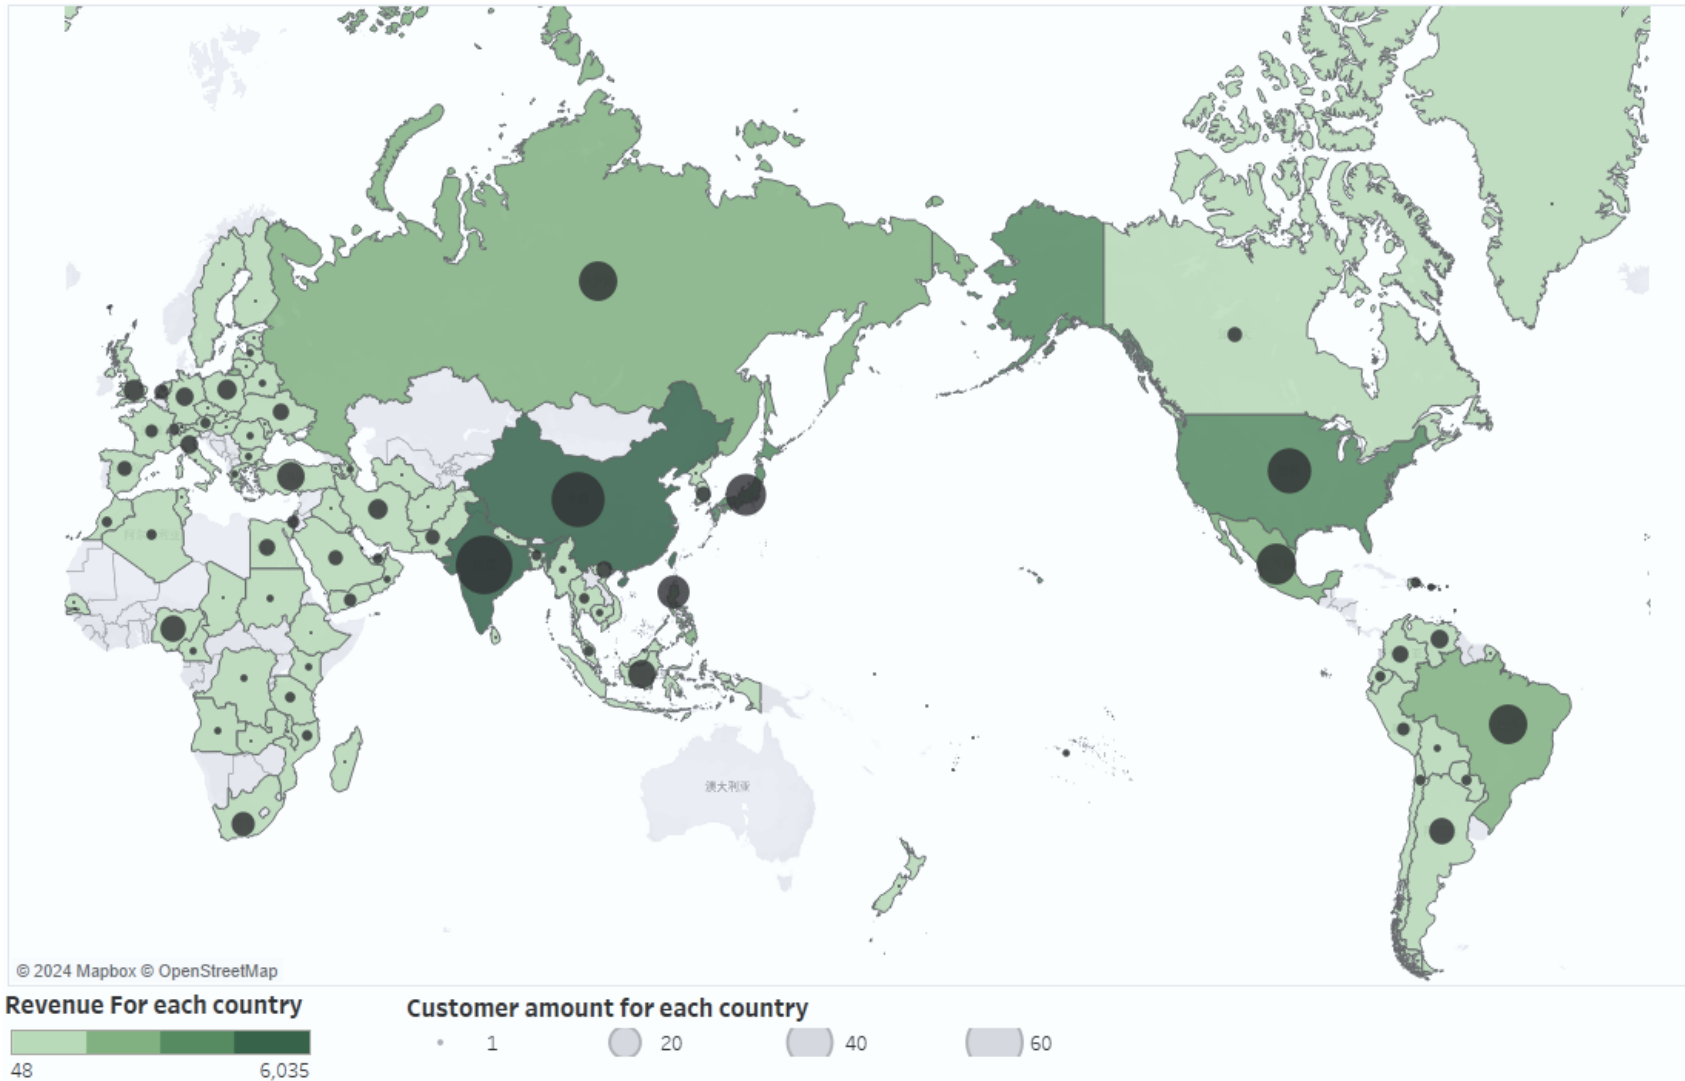 澳大利亚
© 2024 Mapbox © OpenStreetMap
Revenue For each country
48
6,035
Customer amount for each country
1
20
40
60